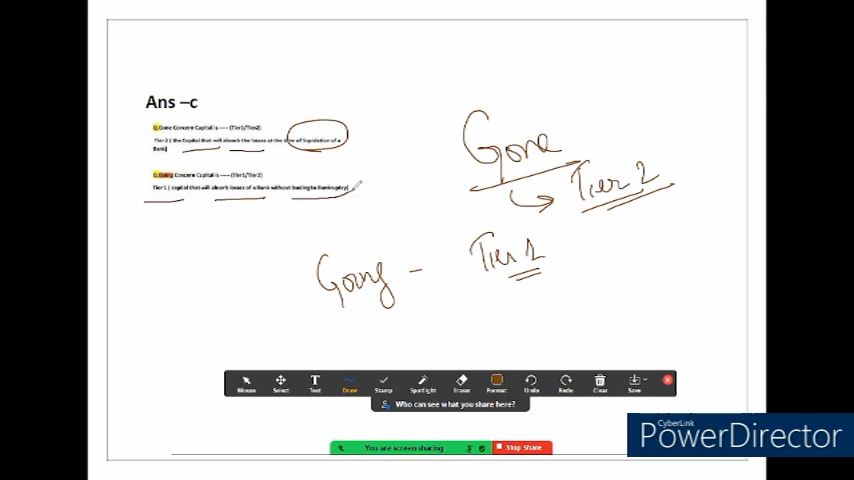 Ans –c
Q.Gone Concern Capital is ---- (Tier1/Tier2)
Tier 2 ( the Capital that will absorb the losses at the time of liquidation of a
Bank)
Q.Going Concern Capital is ---- (Tier1/Tier 2)
Tier 1 ( capital that will absorb losses of a Bank without leading to Bankruptcy)
Gone
Tier 2
Going – Tier 1
Mouse Select Text Draw Stamp Spotlight Eraser Format Undo Redo Clear Save
Who can see what you share here?
You are screen sharing Stop Share
CyberLink
PowerDirector